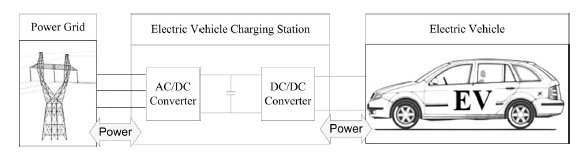 Power Grid
Electric Vehicle Charging Station
Electric Vehicle
AC/DC
Converter
DC/DC
Converter
EV
Power
Power